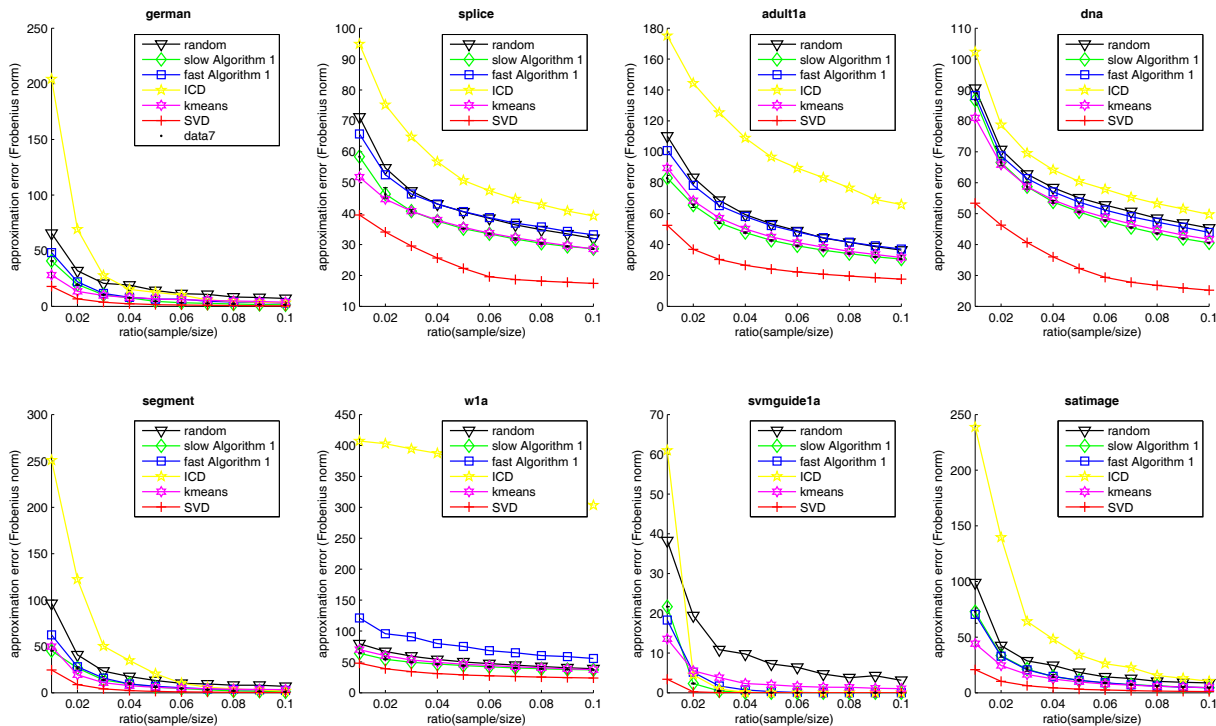 german
250
200
150
100
50
0
0.02 0.04 0.06 0.08 0.1
ratio(sample/size)
approximation error (Frobenius norm)
random
slow Algorithm 1
fast Algorithm 1
ICD
kmeans
SVD
data7
splice
100
90
80
70
60
50
40
30
20
10
0.02 0.04 0.06 0.08 0.1
ratio(sample/size)
approximation error (Frobenius norm)
random
slow Algorithm 1
fast Algorithm 1
ICD
kmeans
SVD
adult1a
180
160
140
120
100
80
60
40
20
0
0.02 0.04 0.06 0.08 0.1
ratio(sample/size)
approximation error (Frobenius norm)
random
slow Algorithm 1
fast Algorithm 1
ICD
kmeans
SVD
dna
110
100
90
80
70
60
50
40
30
20
0.02 0.04 0.06 0.08 0.1
ratio(sample/size)
approximation error (Frobenius norm)
random
slow Algorithm 1
fast Algorithm 1
ICD
kmeans
SVD
segment
300
250
200
150
100
50
0
0.02 0.04 0.06 0.08 0.1
ratio(sample/size)
approximation error (Frobenius norm)
random
slow Algorithm 1
fast Algorithm 1
ICD
kmeans
SVD
w1a
450
400
350
300
250
200
150
100
50
0
0.02 0.04 0.06 0.08 0.1
ratio(sample/size)
approximation error (Frobenius norm)
random
slow Algorithm 1
fast Algorithm 1
ICD
kmeans
SVD
svmguide1a
70
60
50
40
30
20
10
0
0.02 0.04 0.06 0.08 0.1
ratio(sample/size)
approximation error (Frobenius norm)
random
slow Algorithm 1
fast Algorithm 1
ICD
kmeans
SVD
satimage
250
200
150
100
50
0
0.02 0.04 0.06 0.08 0.1
ratio(sample/size)
approximation error (Frobenius norm)
random
slow Algorithm 1
fast Algorithm 1
ICD
kmeans
SVD